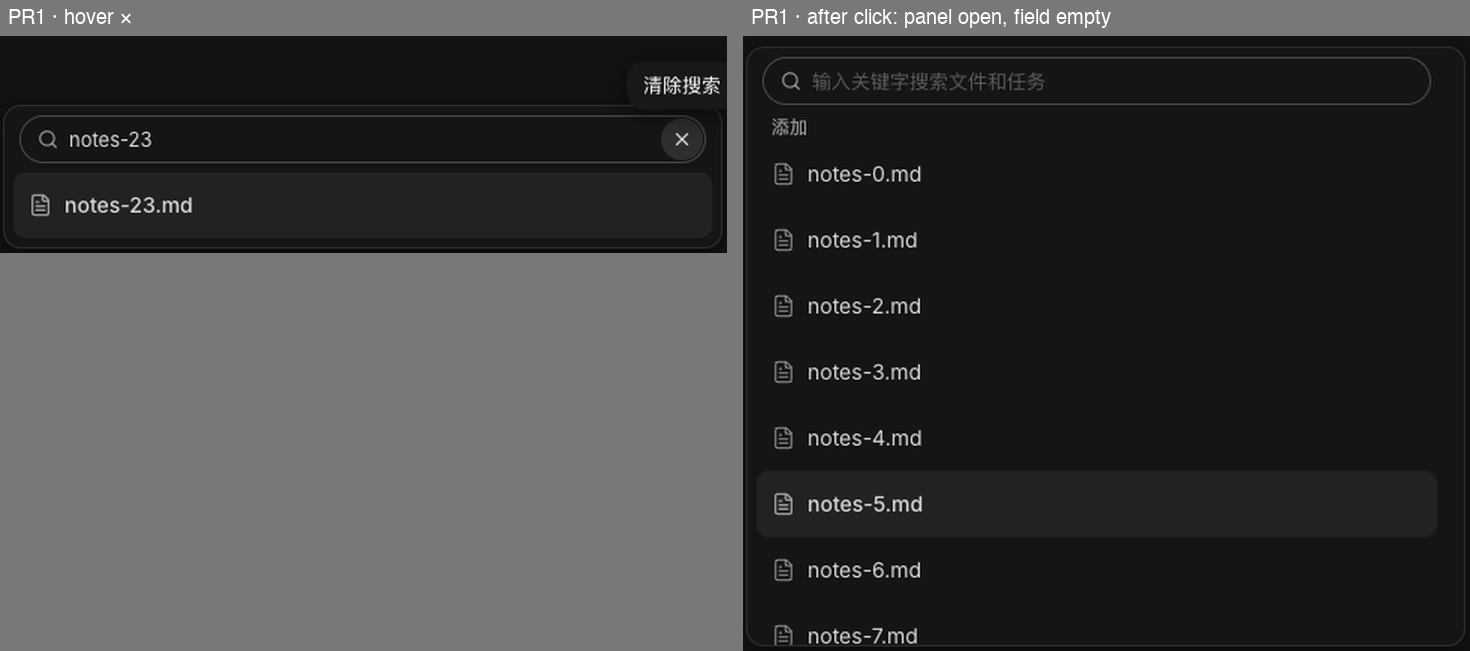 PR1 · hover ×
清除搜索
notes-23
notes-23.md
PR1 · after click: panel open, field empty
输入关键字搜索文件和任务
添加
notes-0.md
notes-1.md
notes-2.md
notes-3.md
notes-4.md
notes-5.md
notes-6.md
notes-7.md